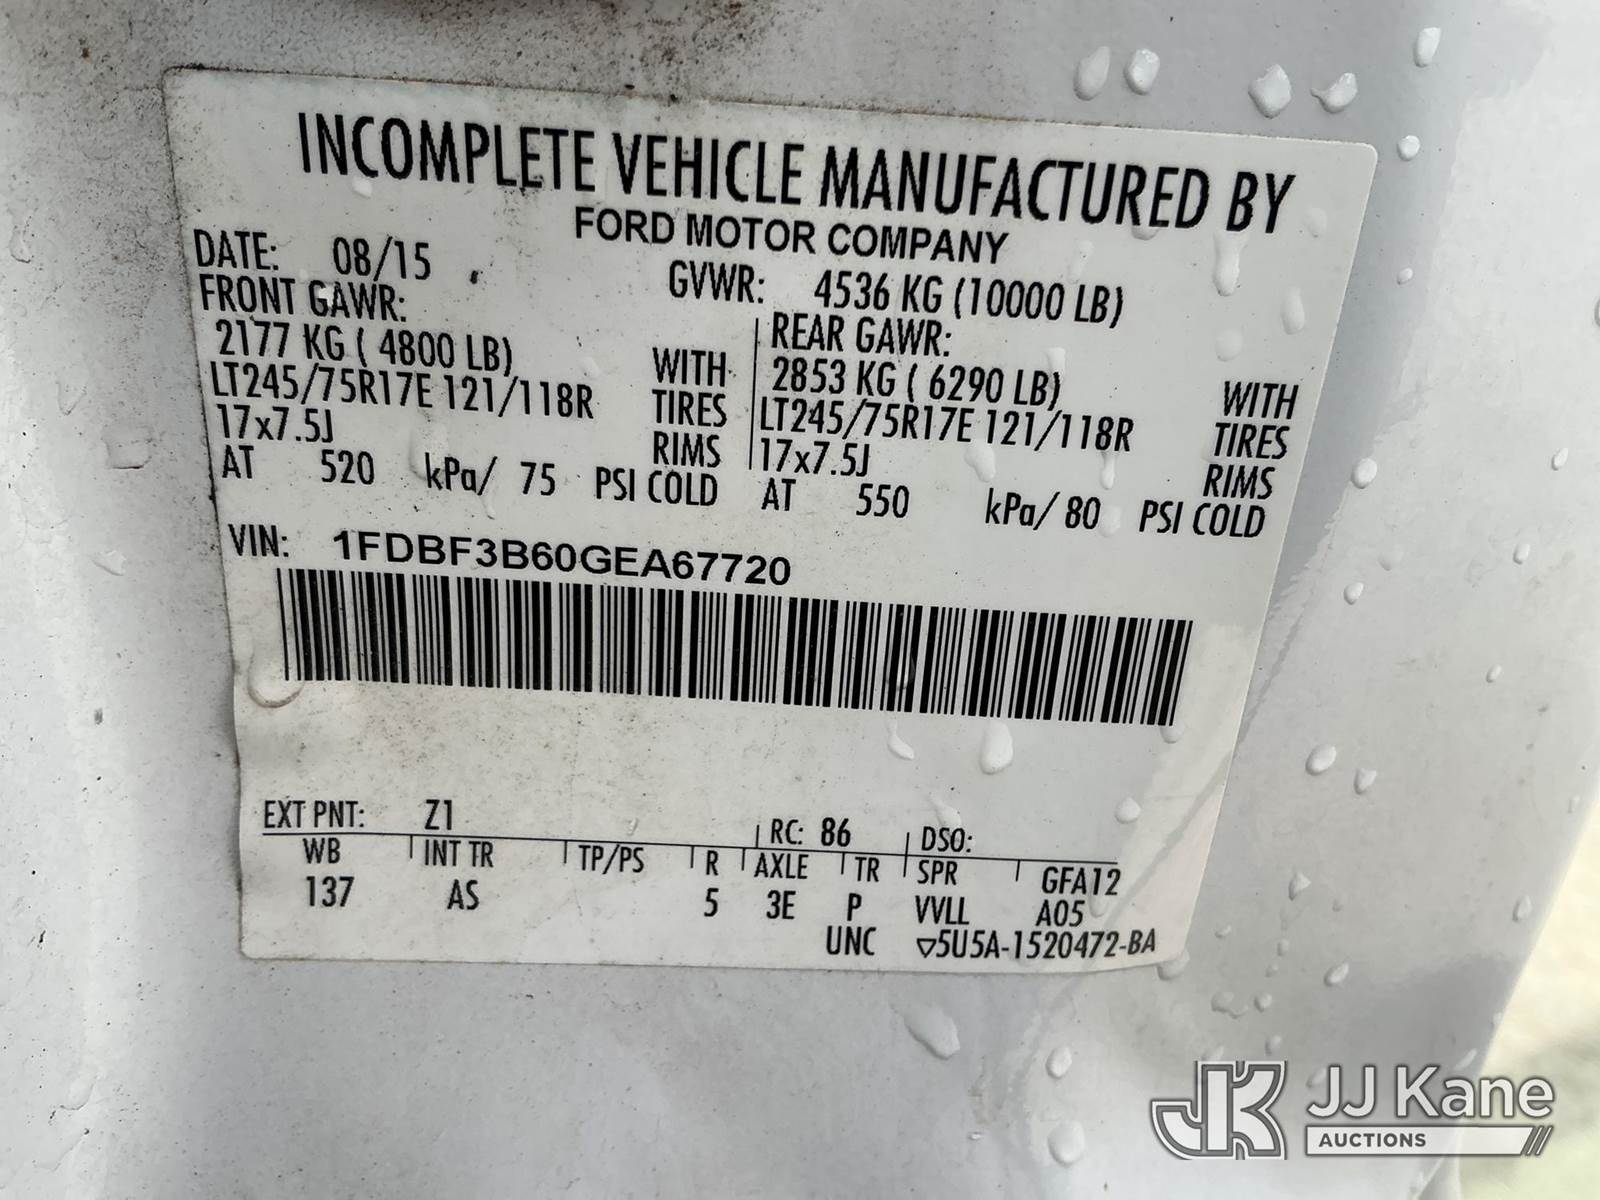 INCOMPLETE VEHICLE MANUFACTURED BY
FORD MOTOR COMPANY
DATE: 08/15 GVWR: 4536 KG (10000 LB)
FRONT GAWR: REAR GAWR:
2177 KG ( 4800 LB) WITH 2853 KG ( 6290 LB) WITH
LT245/75R17E 121/118R TIRES LT245/75R17E 121/118R TIRES
17x7.5J RIMS 17x7.5J RIMS
AT 520 kPa/ 75 PSI COLD AT 550 kPa/ 80 PSI COLD
VIN: 1FDBF3B60GEA67720
EXT PNT: Z1 RC: 86 DSO:
WB INT TR TP/PS R AXLE TR SPR GFA12
137 AS 5 3E P VVLL A05
UNC ▽5U5A-1520472-BA
JK JJ Kane
AUCTIONS